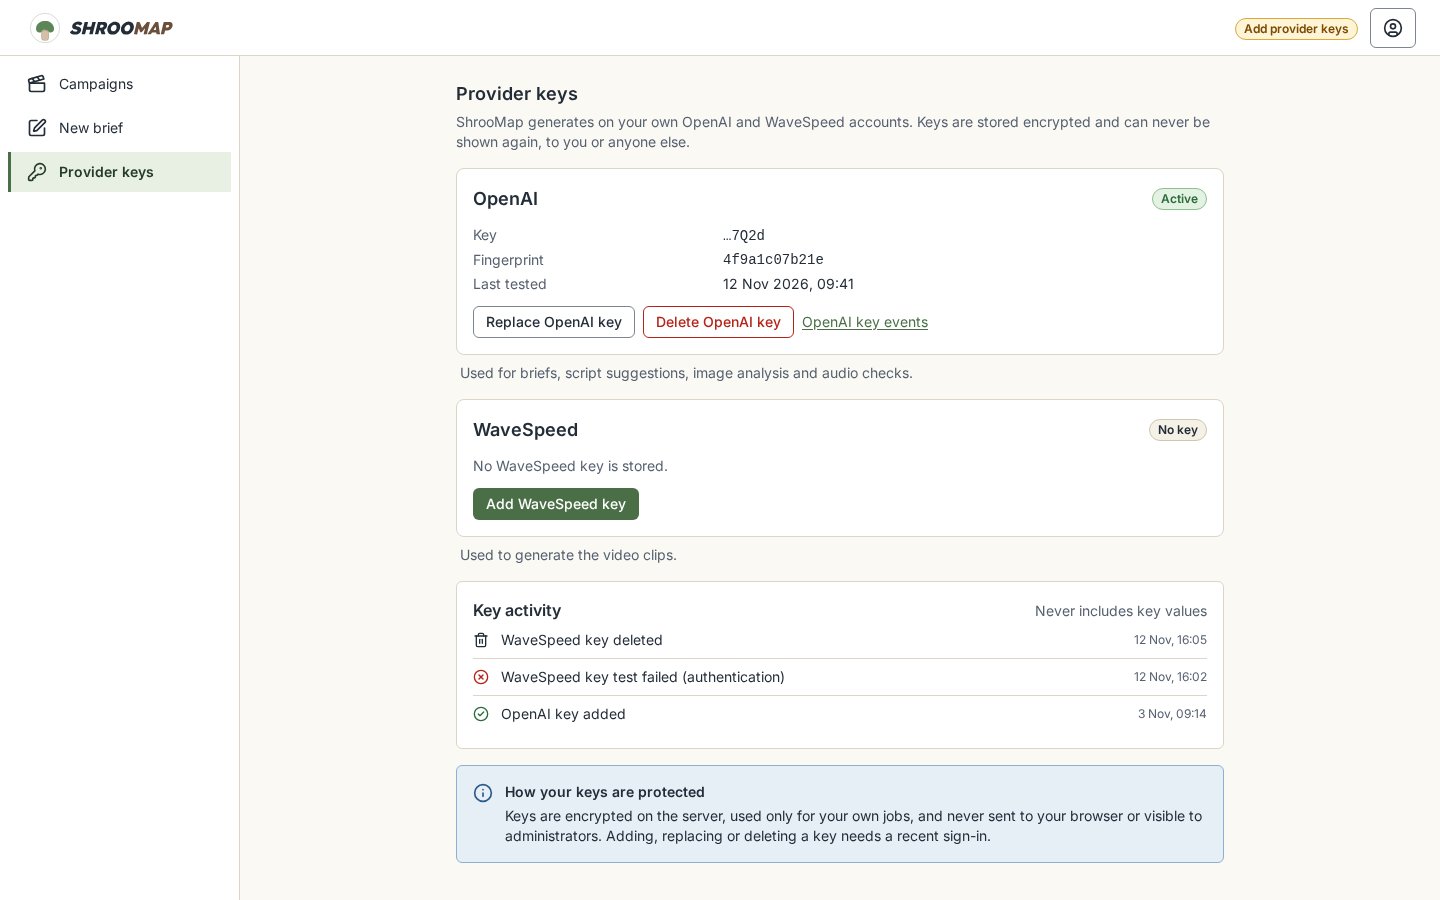 SHROOMAP
Add provider keys
Campaigns
New brief
Provider keys
Provider keys
ShrooMap generates on your own OpenAI and WaveSpeed accounts. Keys are stored encrypted and can never be
shown again, to you or anyone else.
OpenAI
Active
Key …7Q2d
Fingerprint 4f9a1c07b21e
Last tested 12 Nov 2026, 09:41
Replace OpenAI key Delete OpenAI key OpenAI key events
Used for briefs, script suggestions, image analysis and audio checks.
WaveSpeed
No key
No WaveSpeed key is stored.
Add WaveSpeed key
Used to generate the video clips.
Key activity Never includes key values
WaveSpeed key deleted 12 Nov, 16:05
WaveSpeed key test failed (authentication) 12 Nov, 16:02
OpenAI key added 3 Nov, 09:14
How your keys are protected
Keys are encrypted on the server, used only for your own jobs, and never sent to your browser or visible to
administrators. Adding, replacing or deleting a key needs a recent sign-in.